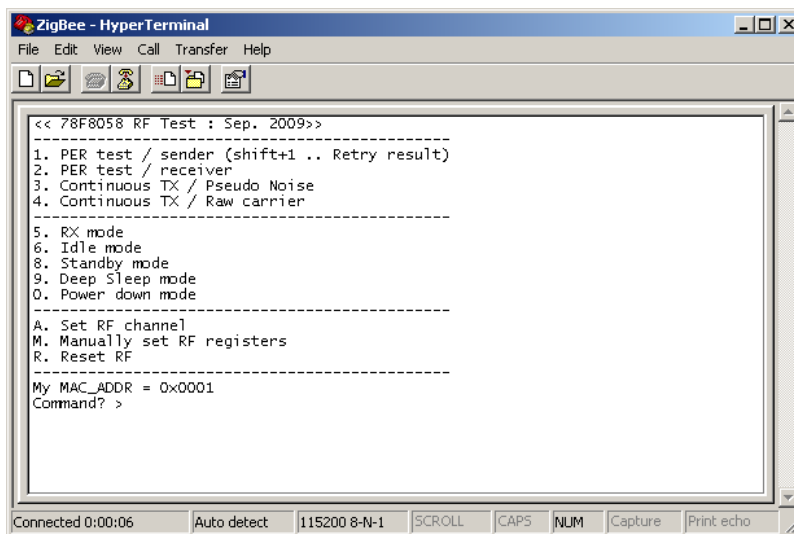 ZigBee - HyperTerminal
File Edit View Call Transfer Help
<< 78F8058 RF Test : Sep. 2009>>
--------------------------------------------------
1. PER test / sender (shift+1 .. Retry result)
2. PER test / receiver
3. Continuous TX / Pseudo Noise
4. Continuous TX / Raw carrier
--------------------------------------------------
5. RX mode
6. Idle mode
8. Standby mode
9. Deep Sleep mode
0. Power down mode
--------------------------------------------------
A. Set RF channel
M. Manually set RF registers
R. Reset RF
--------------------------------------------------
My MAC_ADDR = 0x0001
Command? >
Connected 0:00:06 Auto detect 115200 8-N-1 SCROLL CAPS NUM Capture Print echo